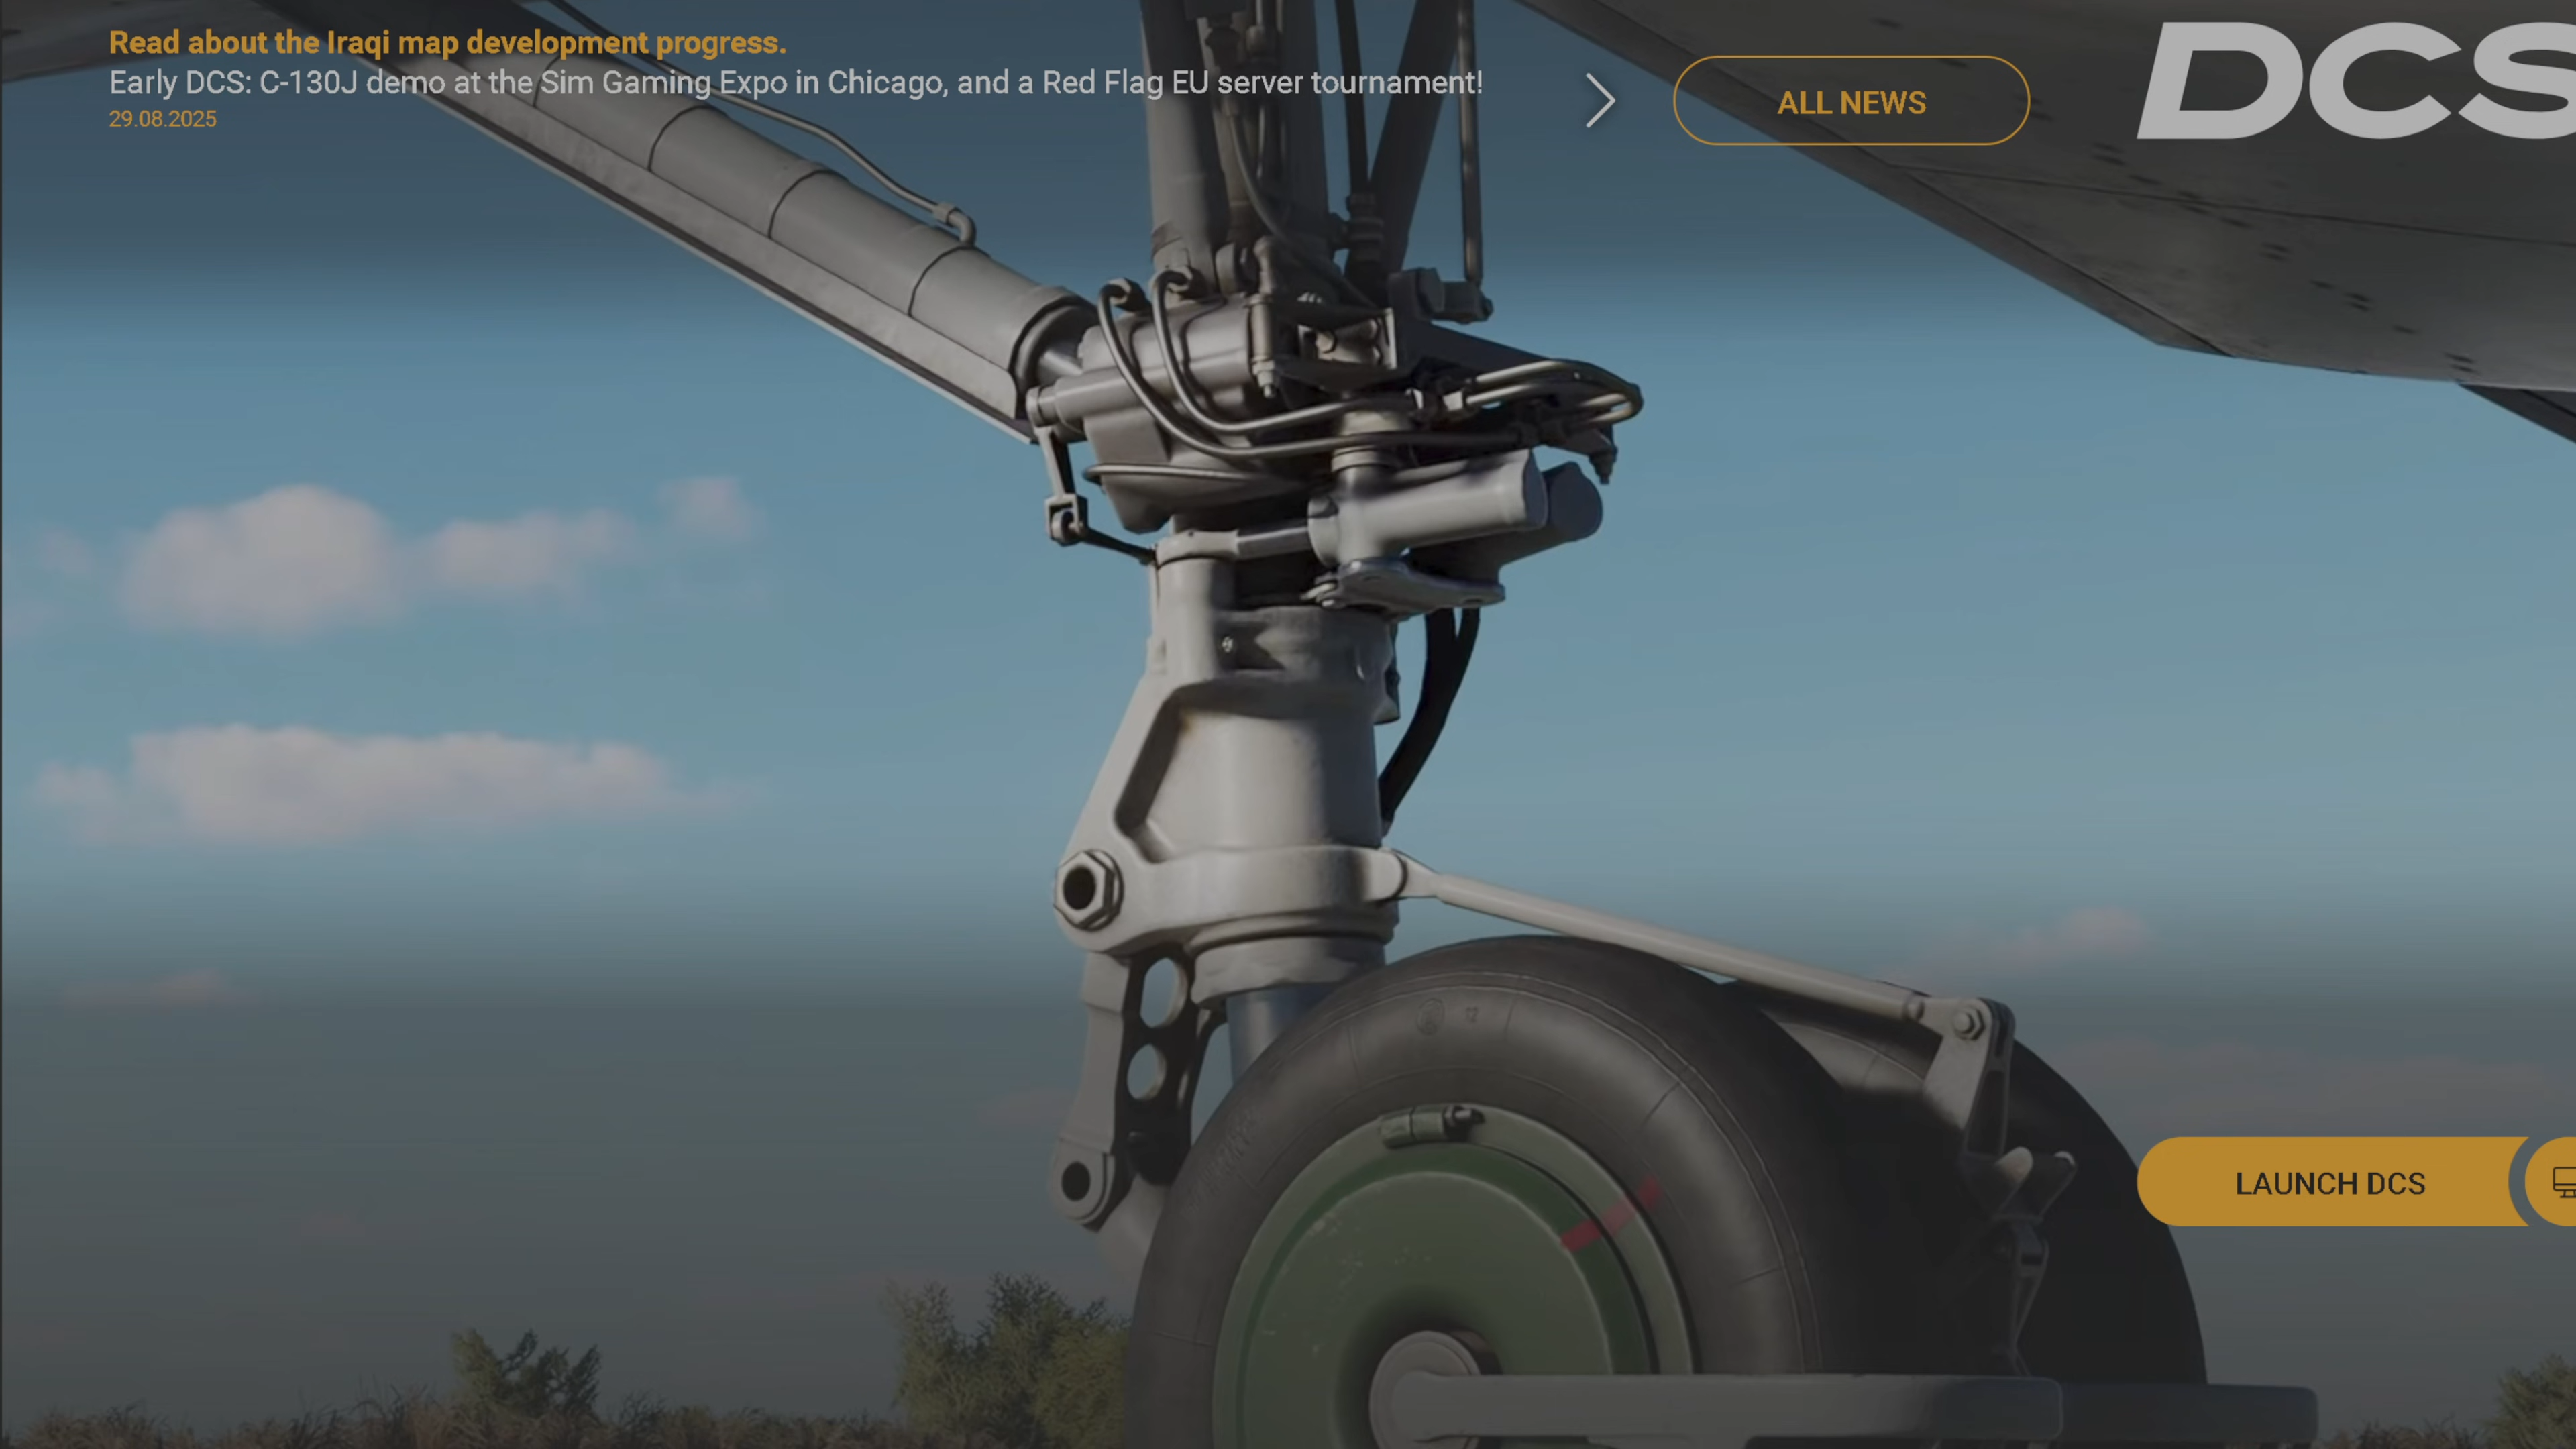 Read about the Iraqi map development progress.
Early DCS: C-130J demo at the Sim Gaming Expo in Chicago, and a Red Flag EU server tournament!
29.08.2025
ALL NEWS
DCS
LAUNCH DCS